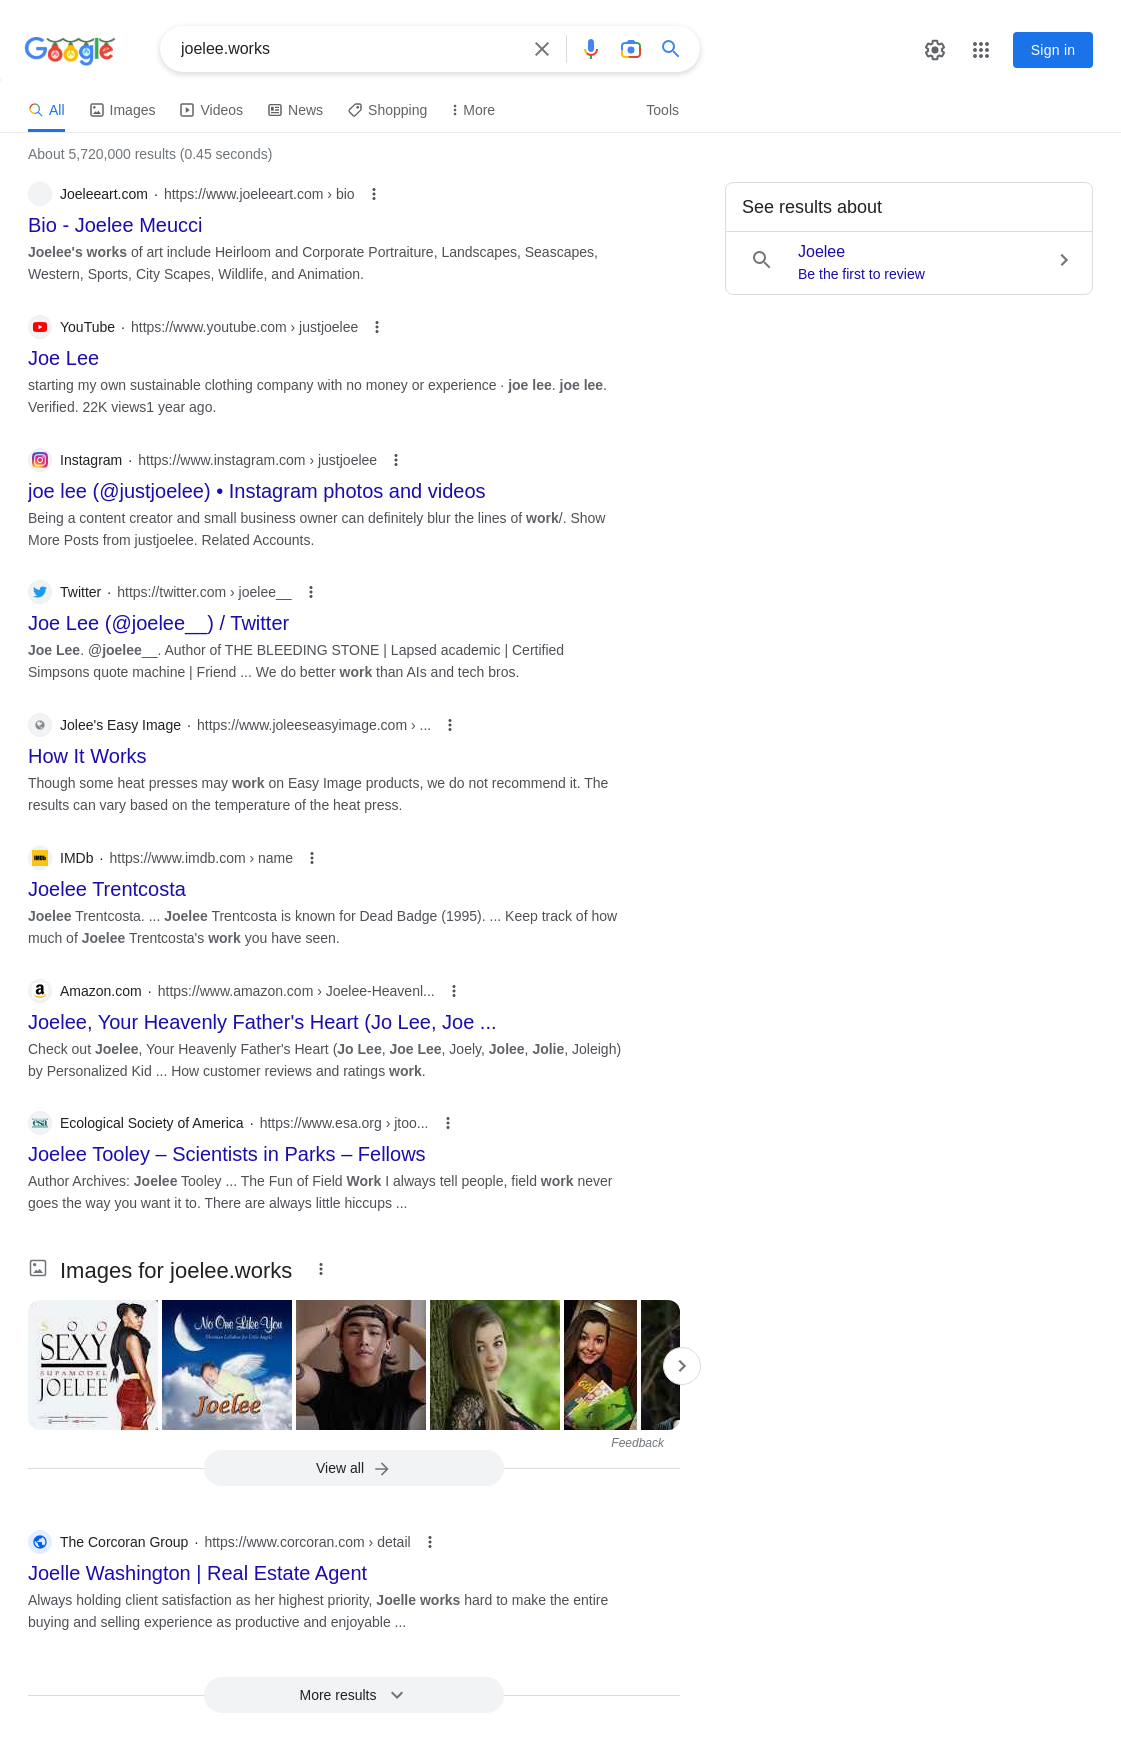 Google
joelee.works
Sign in
All
Images
Videos
News
Shopping
More
Tools
About 5,720,000 results (0.45 seconds)
Joeleeart.com · https://www.joeleeart.com › bio
Bio - Joelee Meucci
Joelee's works of art include Heirloom and Corporate Portraiture, Landscapes, Seascapes,
Western, Sports, City Scapes, Wildlife, and Animation.
See results about
Joelee
Be the first to review
YouTube · https://www.youtube.com › justjoelee
Joe Lee
starting my own sustainable clothing company with no money or experience · joe lee. joe lee.
Verified. 22K views1 year ago.
Instagram · https://www.instagram.com › justjoelee
joe lee (@justjoelee) • Instagram photos and videos
Being a content creator and small business owner can definitely blur the lines of work/. Show
More Posts from justjoelee. Related Accounts.
Twitter · https://twitter.com › joelee__
Joe Lee (@joelee__) / Twitter
Joe Lee. @joelee__. Author of THE BLEEDING STONE | Lapsed academic | Certified
Simpsons quote machine | Friend ... We do better work than AIs and tech bros.
Jolee's Easy Image · https://www.joleeseasyimage.com › ...
How It Works
Though some heat presses may work on Easy Image products, we do not recommend it. The
results can vary based on the temperature of the heat press.
IMDb
IMDb · https://www.imdb.com › name
Joelee Trentcosta
Joelee Trentcosta. ... Joelee Trentcosta is known for Dead Badge (1995). ... Keep track of how
much of Joelee Trentcosta's work you have seen.
Amazon.com · https://www.amazon.com › Joelee-Heavenl...
Joelee, Your Heavenly Father's Heart (Jo Lee, Joe ...
Check out Joelee, Your Heavenly Father's Heart (Jo Lee, Joe Lee, Joely, Jolee, Jolie, Joleigh)
by Personalized Kid ... How customer reviews and ratings work.
esa
Ecological Society of America · https://www.esa.org › jtoo...
Joelee Tooley – Scientists in Parks – Fellows
Author Archives: Joelee Tooley ... The Fun of Field Work I always tell people, field work never
goes the way you want it to. There are always little hiccups ...
Images for joelee.works
SOO
SEXY
SUPAMODEL
JOELEE
No One Like You
Christian Lullabies for Little Angels
Joelee
Feedback
View all
The Corcoran Group · https://www.corcoran.com › detail
Joelle Washington | Real Estate Agent
Always holding client satisfaction as her highest priority, Joelle works hard to make the entire
buying and selling experience as productive and enjoyable ...
More results